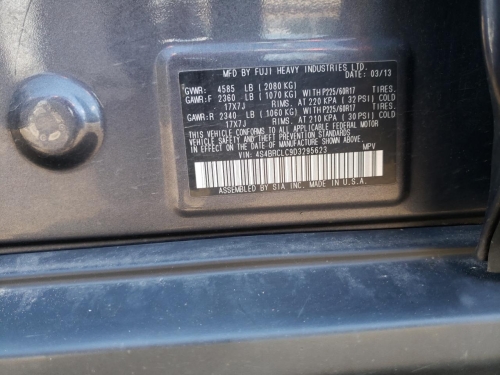 MFD BY FUJI HEAVY INDUSTRIES LTD.
DATE: 03/13
GVWR: 4585 LB (2080 KG)
GAWR:F 2360 LB (1070 KG) WITH P225/60R17 TIRES.
17X7J RIMS. AT 220 KPA (32 PSI) COLD
GAWR:R 2340 LB (1060 KG) WITH P225/60R17 TIRES.
17X7J RIMS. AT 210 KPA (30 PSI) COLD
THIS VEHICLE CONFORMS TO ALL APPLICABLE FEDERAL MOTOR
VEHICLE SAFETY, BUMPER, AND THEFT PREVENTION STANDARDS
IN EFFECT ON THE DATE OF MANUFACTURE SHOWN ABOVE.
VIN: 4S4BRCLC9D3295623 MPV
ASSEMBLED BY SIA INC. MADE IN U.S.A.